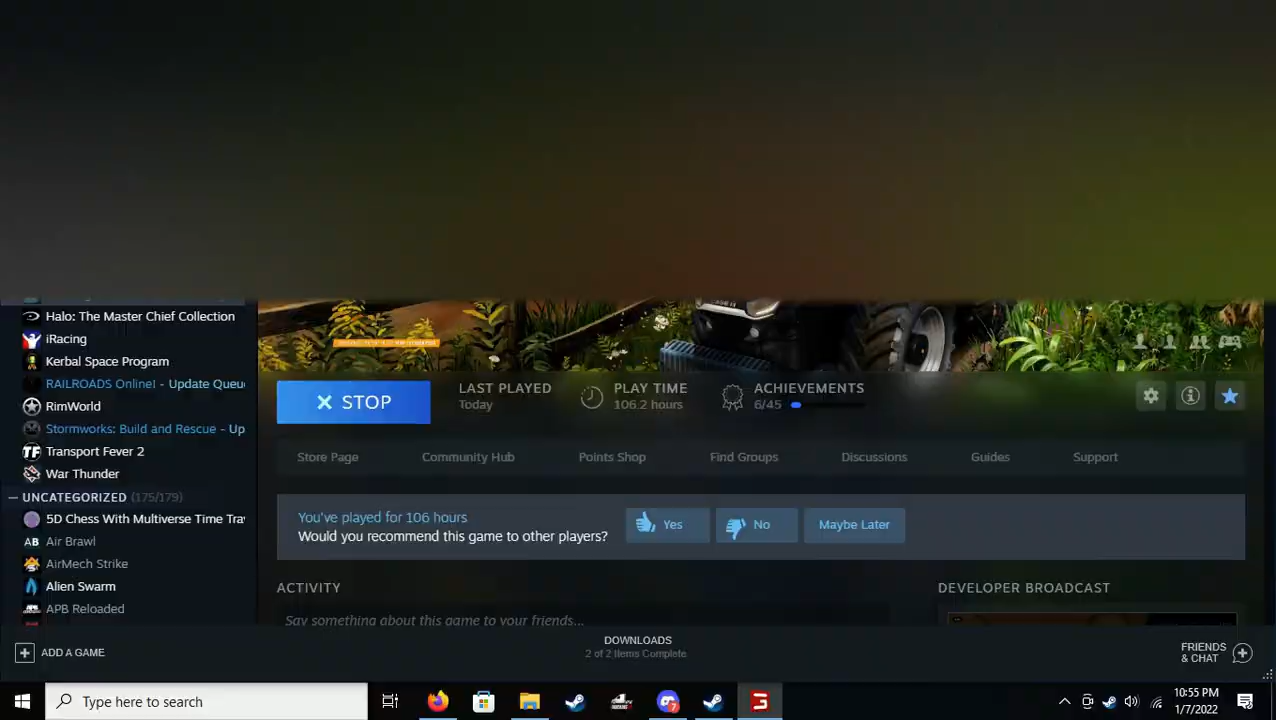 Halo: The Master Chief Collection
iRacing
Kerbal Space Program
RAILROADS Online! - Update Queu
RimWorld
Stormworks: Build and Rescue - Up
Transport Fever 2
War Thunder
UNCATEGORIZED (175/179)
5D Chess With Multiverse Time Tra
AB Air Brawl
AirMech Strike
Alien Swarm
APB Reloaded
ADD A GAME
STOP
LAST PLAYED
Today
PLAY TIME
106.2 hours
ACHIEVEMENTS
6/45
Store Page
Community Hub
Points Shop
Find Groups
Discussions
Guides
Support
You've played for 106 hours
Would you recommend this game to other players?
Yes
No
Maybe Later
ACTIVITY
Say something about this game to your friends...
DEVELOPER BROADCAST
DOWNLOADS
2 of 2 Items Complete
FRIENDS
& CHAT
Type here to search
10:55 PM
1/7/2022